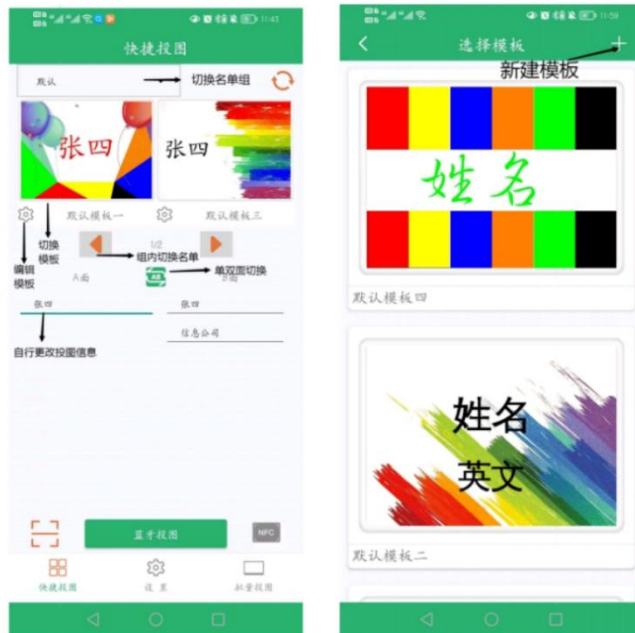 11:43
快捷投图
默认
切换名单组
张四
张四
默认模板一
默认模板三
切换
模板
1/2
组内切换名单
编辑
模板
A面
AB
单双面切换
张四
张四
信息公司
自行更改投图信息
蓝牙投图
NFC
快捷投图
设置
批量投图
11:59
选择模板
新建模板
姓名
默认模板四
姓名
英文
默认模板二